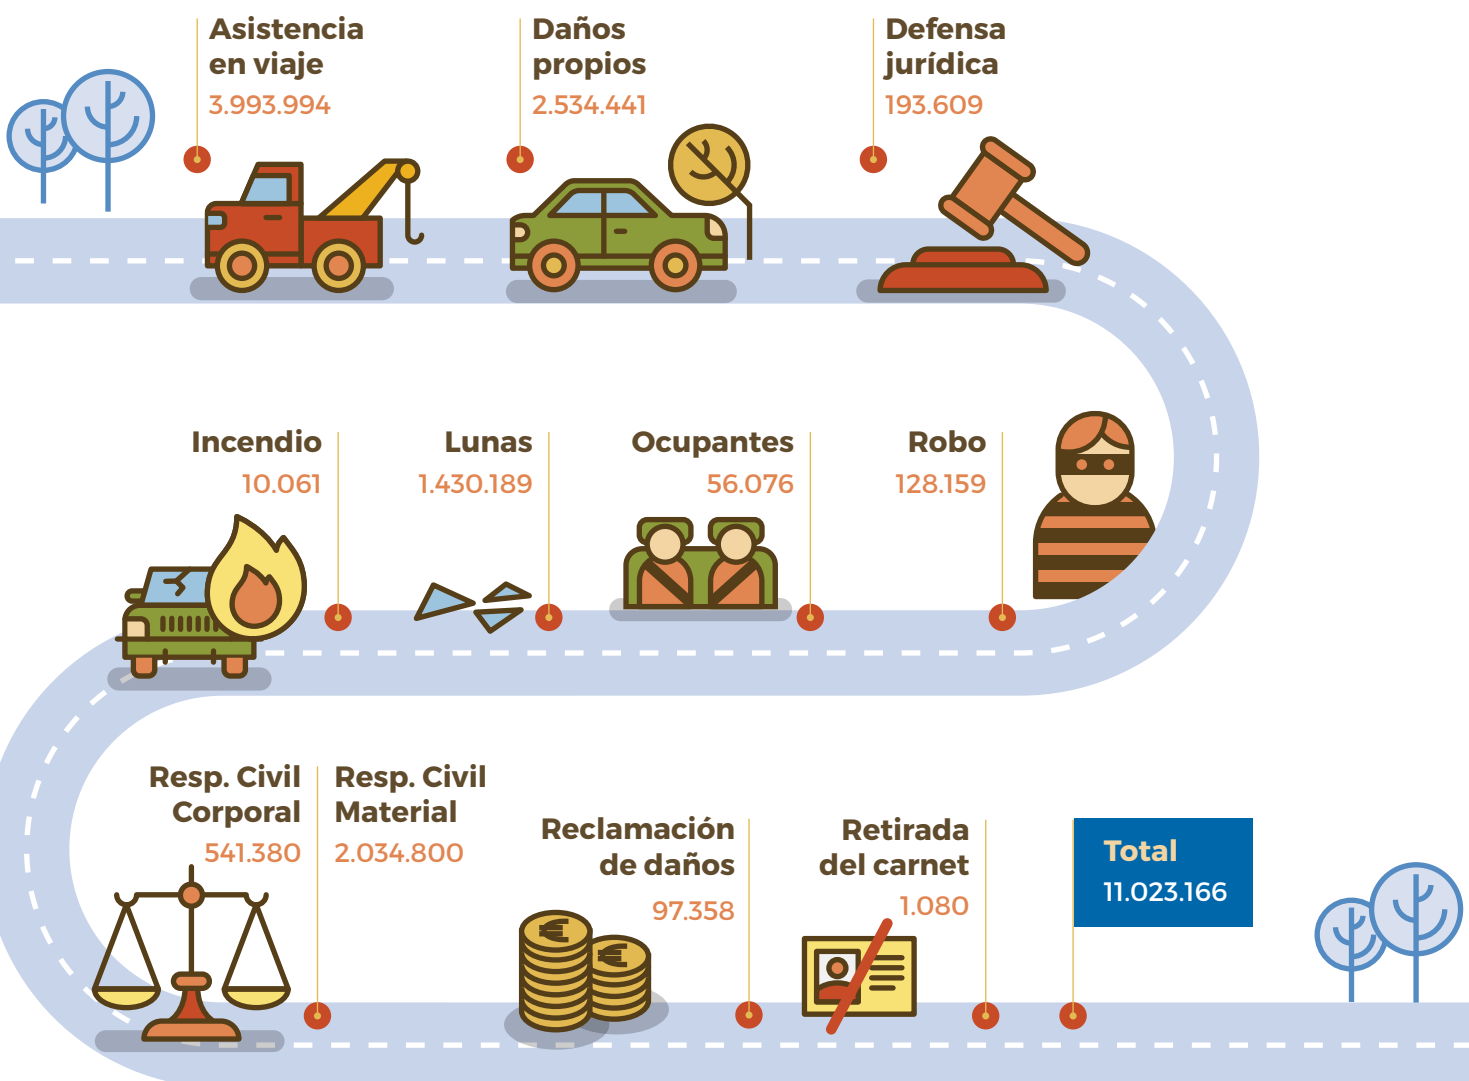 Asistencia
en viaje
3.993.994
Daños
propios
2.534.441
Defensa
jurídica
193.609
Incendio
10.061
Lunas
1.430.189
Ocupantes
56.076
Robo
128.159
Resp. Civil
Corporal
541.380
Resp. Civil
Material
2.034.800
Reclamación
de daños
97.358
Retirada
del carnet
1.080
Total
11.023.166